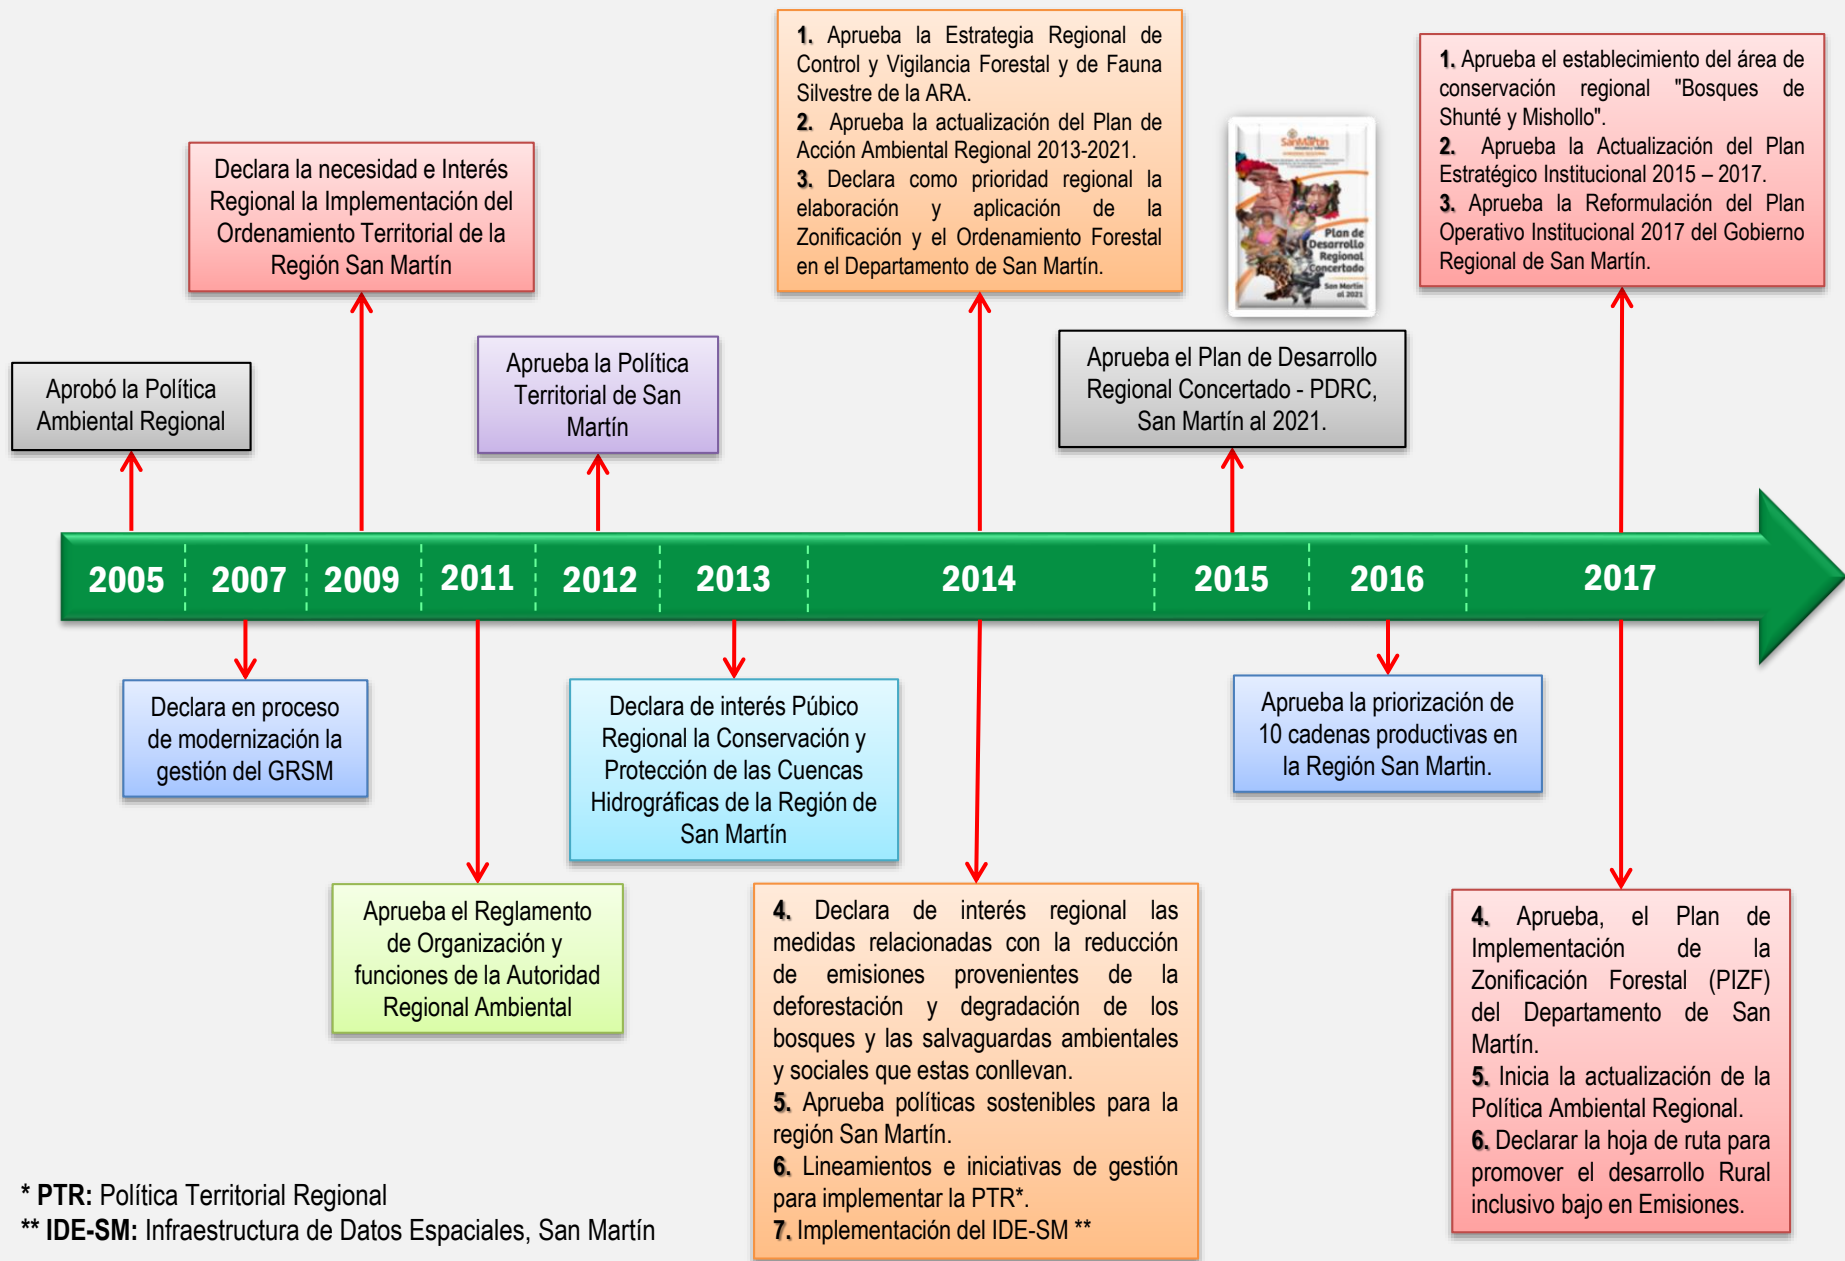 1. Aprueba la Estrategia Regional de
Control y Vigilancia Forestal y de Fauna
Silvestre de la ARA.
2. Aprueba la actualización del Plan de
Acción Ambiental Regional 2013-2021.
3. Declara como prioridad regional la
elaboración y aplicación de la
Zonificación y el Ordenamiento Forestal
en el Departamento de San Martín.
1. Aprueba el establecimiento del área de
conservación regional "Bosques de
Shunté y Mishollo".
2. Aprueba la Actualización del Plan
Estratégico Institucional 2015 – 2017.
3. Aprueba la Reformulación del Plan
Operativo Institucional 2017 del Gobierno
Regional de San Martín.
Declara la necesidad e Interés
Regional la Implementación del
Ordenamiento Territorial de la
Región San Martín
SanMartín
Plan de
Desarrollo
Regional
Concertado
San Martín
al 2021
Aprobó la Política
Ambiental Regional
Aprueba la Política
Territorial de San
Martín
Aprueba el Plan de Desarrollo
Regional Concertado - PDRC,
San Martín al 2021.
2005 2007 2009 2011 2012 2013 2014 2015 2016 2017
Declara en proceso
de modernización la
gestión del GRSM
Declara de interés Púbico
Regional la Conservación y
Protección de las Cuencas
Hidrográficas de la Región de
San Martín
Aprueba la priorización de
10 cadenas productivas en
la Región San Martin.
Aprueba el Reglamento
de Organización y
funciones de la Autoridad
Regional Ambiental
4. Declara de interés regional las
medidas relacionadas con la reducción
de emisiones provenientes de la
deforestación y degradación de los
bosques y las salvaguardas ambientales
y sociales que estas conllevan.
5. Aprueba políticas sostenibles para la
región San Martín.
6. Lineamientos e iniciativas de gestión
para implementar la PTR*.
7. Implementación del IDE-SM **
4. Aprueba, el Plan de
Implementación de la
Zonificación Forestal (PIZF)
del Departamento de San
Martín.
5. Inicia la actualización de la
Política Ambiental Regional.
6. Declarar la hoja de ruta para
promover el desarrollo Rural
inclusivo bajo en Emisiones.
* PTR: Política Territorial Regional
** IDE-SM: Infraestructura de Datos Espaciales, San Martín